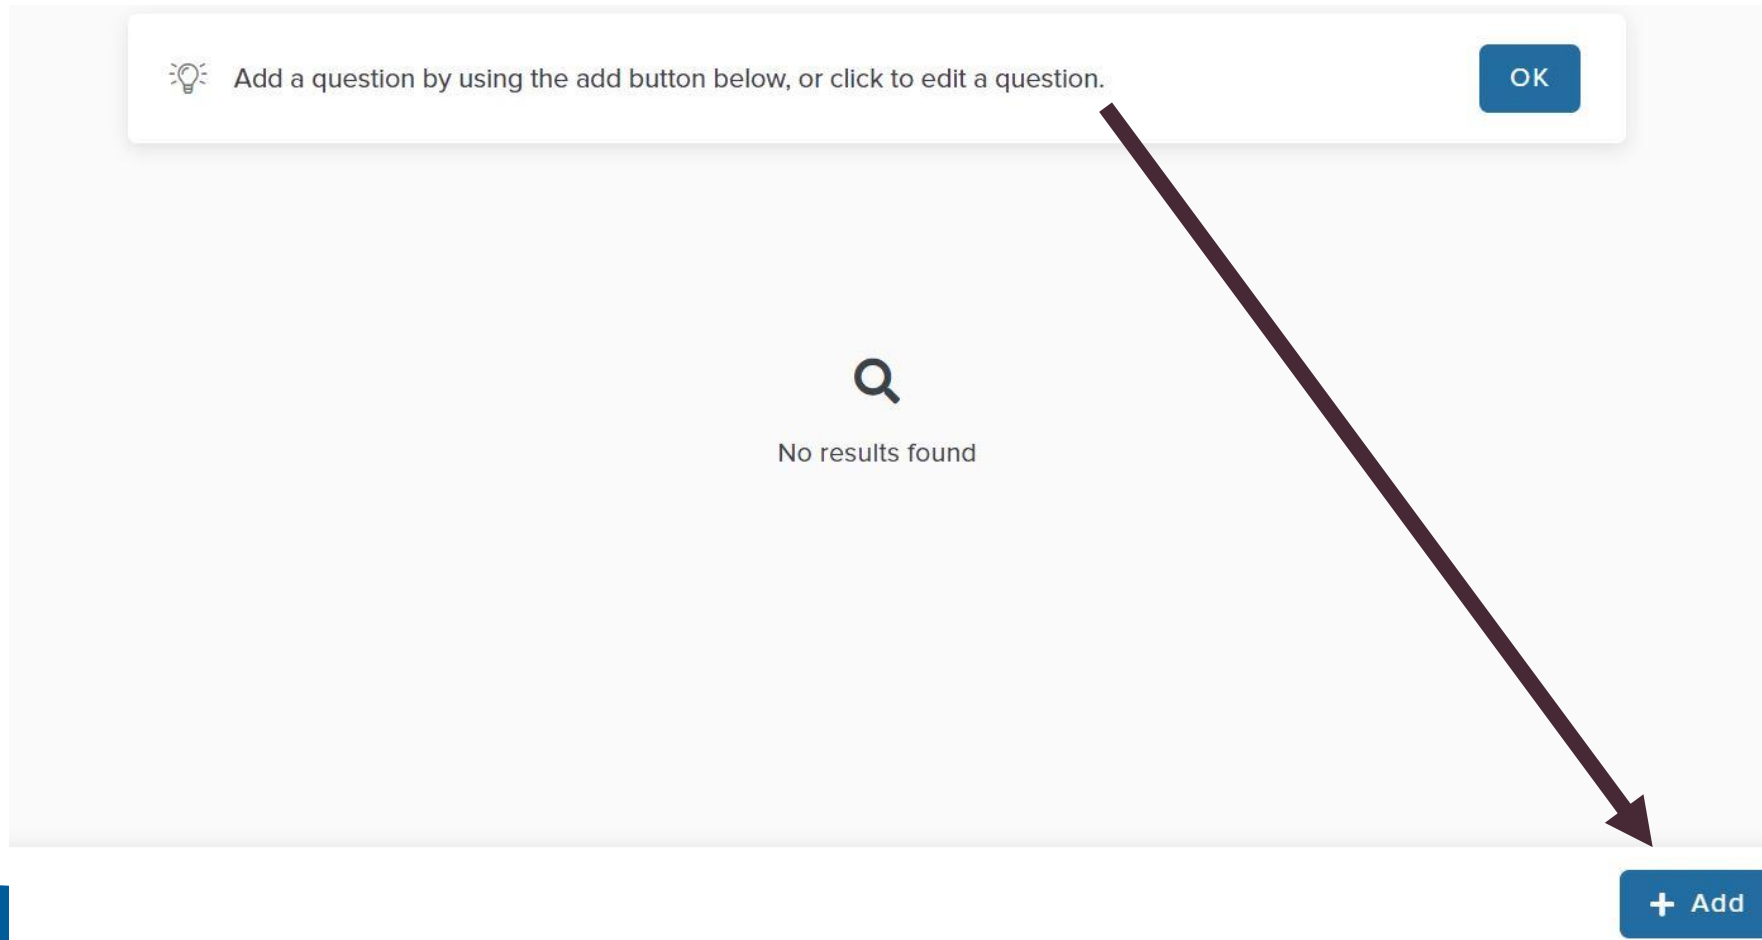 Add a question by using the add button below, or click to edit a question.
OK
No results found
+ Add